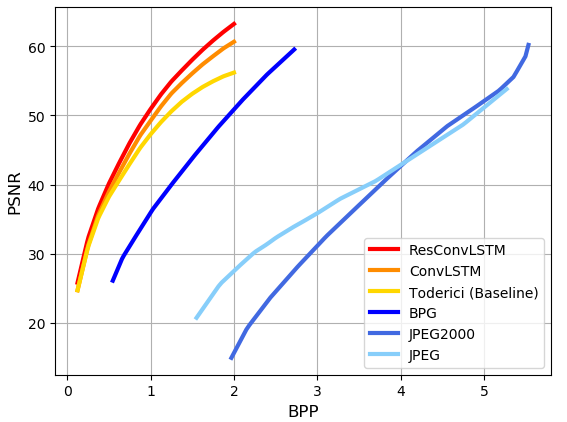 60
50
40
30
20
PSNR
0
1
2
3
4
5
BPP
ResConvLSTM
ConvLSTM
Toderici (Baseline)
BPG
JPEG2000
JPEG